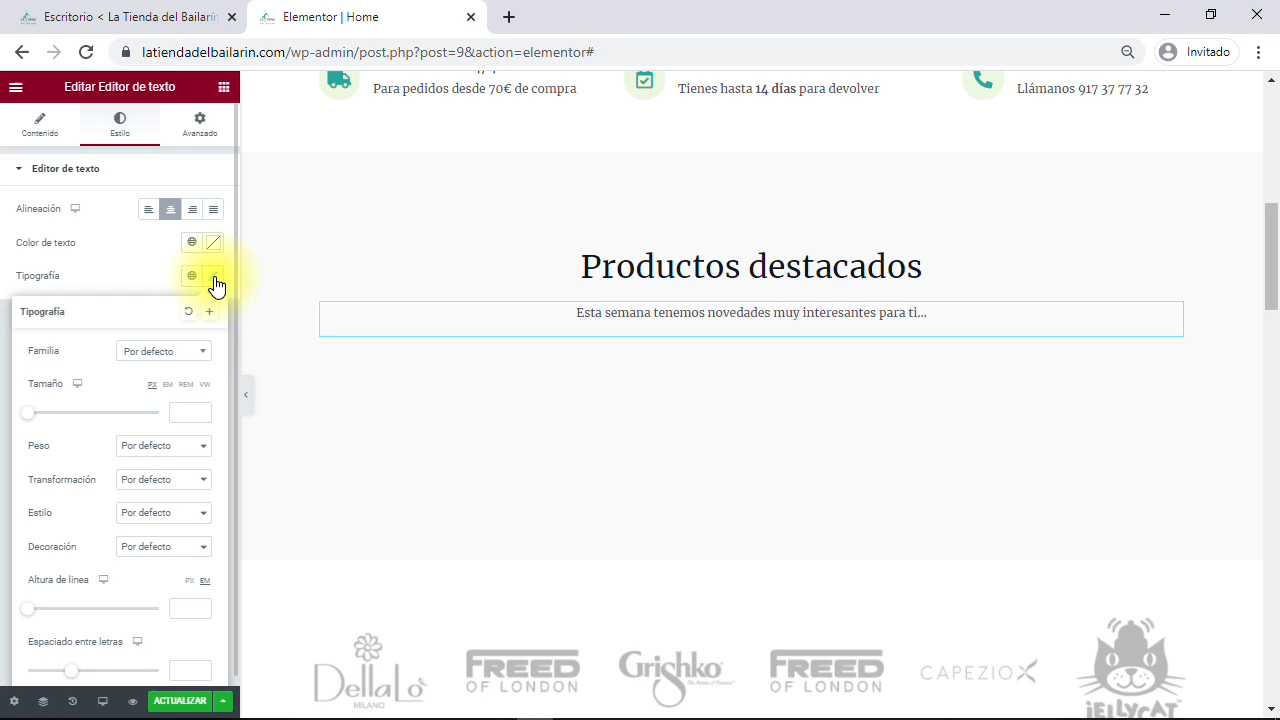 Escritorio < La Tienda del Bailarín
Elementor | Home
latiendadelbailarin.com/wp-admin/post.php?post=9&action=elementor#
Invitado
Editar Editor de texto
Contenido
Estilo
Avanzado
Editor de texto
Alineación
Color de texto
Tipografía
Tipografía
Familia
Por defecto
Tamaño
PX EM REM VW
Peso
Por defecto
Transformación
Por defecto
Estilo
Por defecto
Decoración
Por defecto
Altura de línea
PX EM
Espaciado entre letras
ACTUALIZAR
Para pedidos desde 70€ de compra
Tienes hasta 14 días para devolver
Llámanos 917 37 77 32
Productos destacados
Esta semana tenemos novedades muy interesantes para ti...
DellaLò
MILANO
FREED
OF LONDON
Grishko
FREED
OF LONDON
CAPEZIO
JELLYCAT